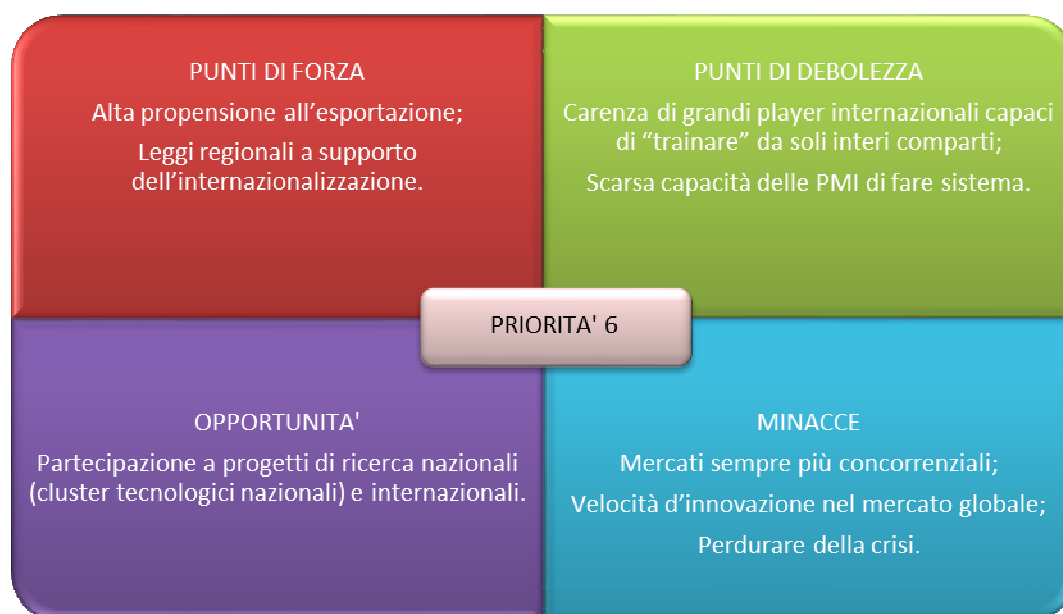 PUNTI DI FORZA
Alta propensione all’esportazione;
Leggi regionali a supporto
dell’internazionalizzazione.
PUNTI DI DEBOLEZZA
Carenza di grandi player internazionali capaci
di “trainare” da soli interi comparti;
Scarsa capacità delle PMI di fare sistema.
PRIORITA' 6
OPPORTUNITA'
Partecipazione a progetti di ricerca nazionali
(cluster tecnologici nazionali) e internazionali.
MINACCE
Mercati sempre più concorrenziali;
Velocità d’innovazione nel mercato globale;
Perdurare della crisi.